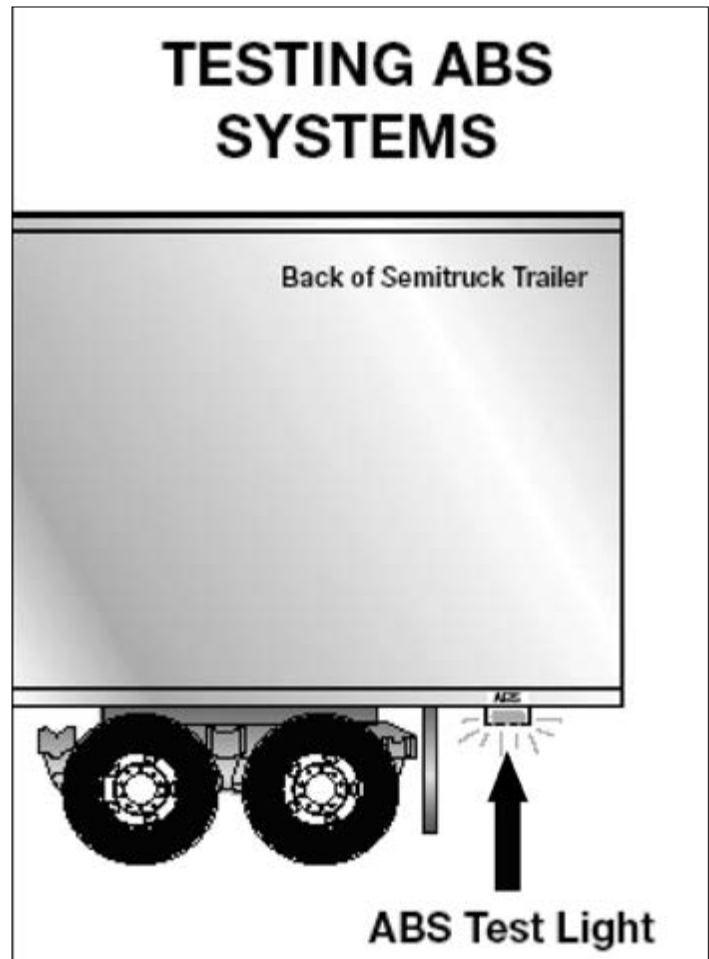 TESTING ABS
SYSTEMS
Back of Semitruck Trailer
ABS
ABS Test Light